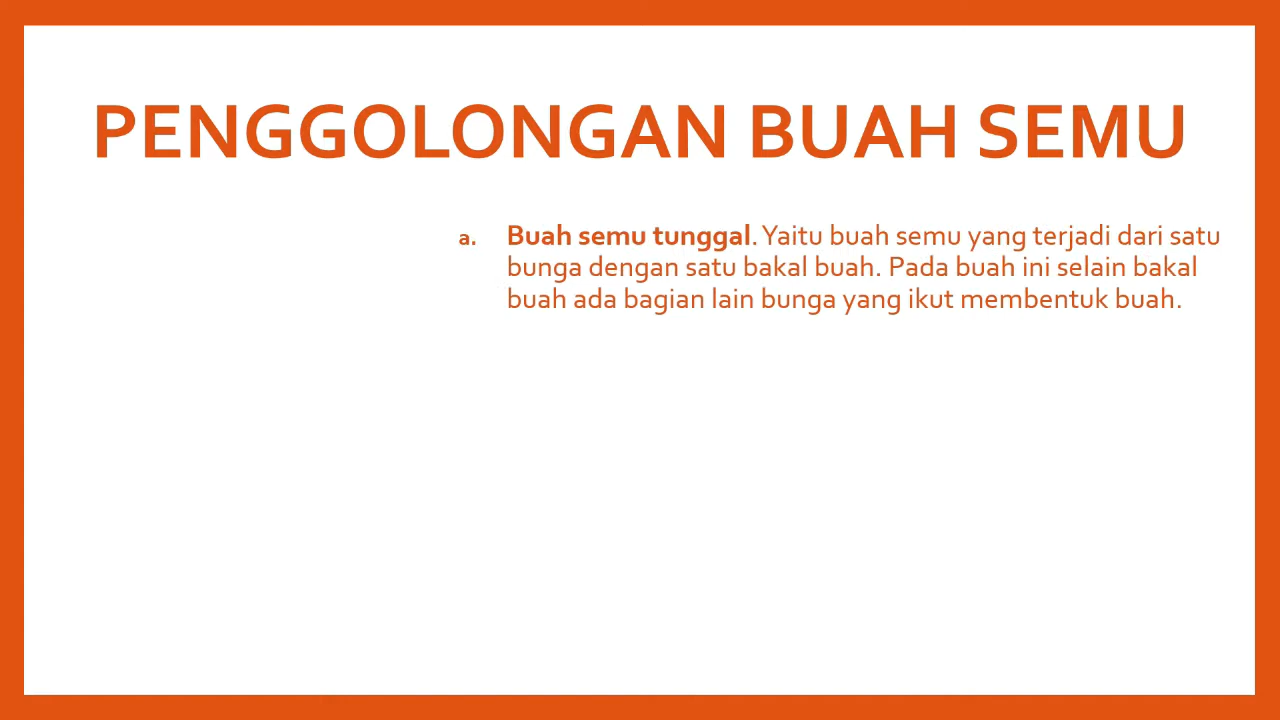 PENGGOLONGAN BUAH SEMU
a. Buah semu tunggal. Yaitu buah semu yang terjadi dari satu
bunga dengan satu bakal buah. Pada buah ini selain bakal
buah ada bagian lain bunga yang ikut membentuk buah.